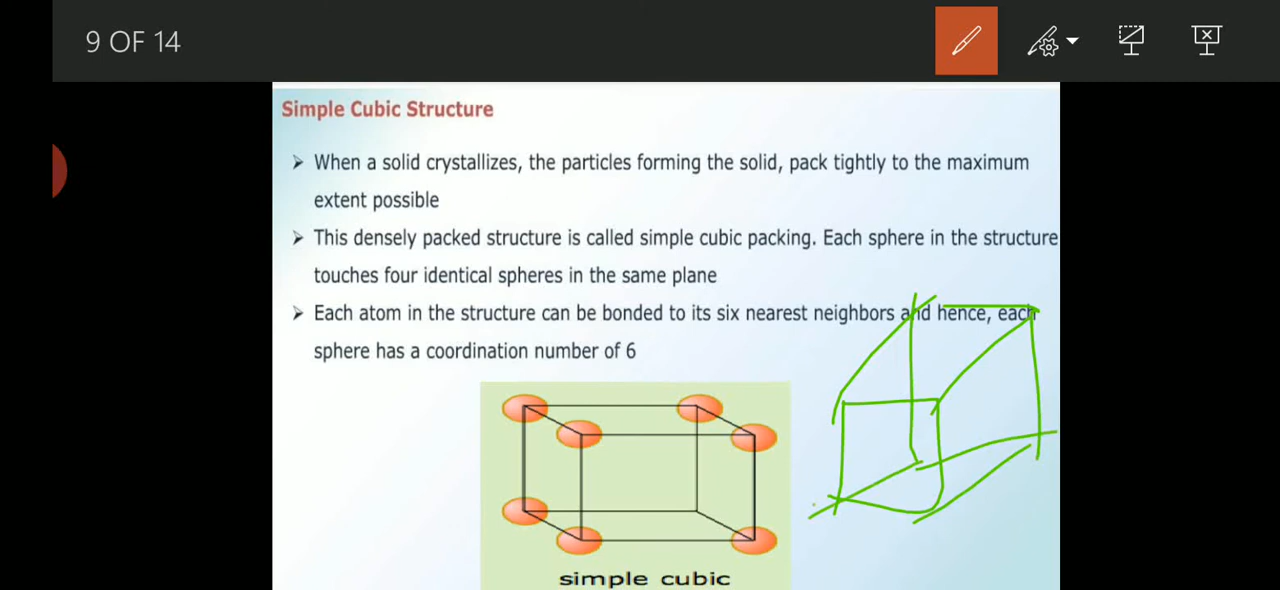 9 OF 14
Simple Cubic Structure
➢ When a solid crystallizes, the particles forming the solid, pack tightly to the maximum
extent possible
➢ This densely packed structure is called simple cubic packing. Each sphere in the structure
touches four identical spheres in the same plane
➢ Each atom in the structure can be bonded to its six nearest neighbors and hence, each
sphere has a coordination number of 6
simple cubic